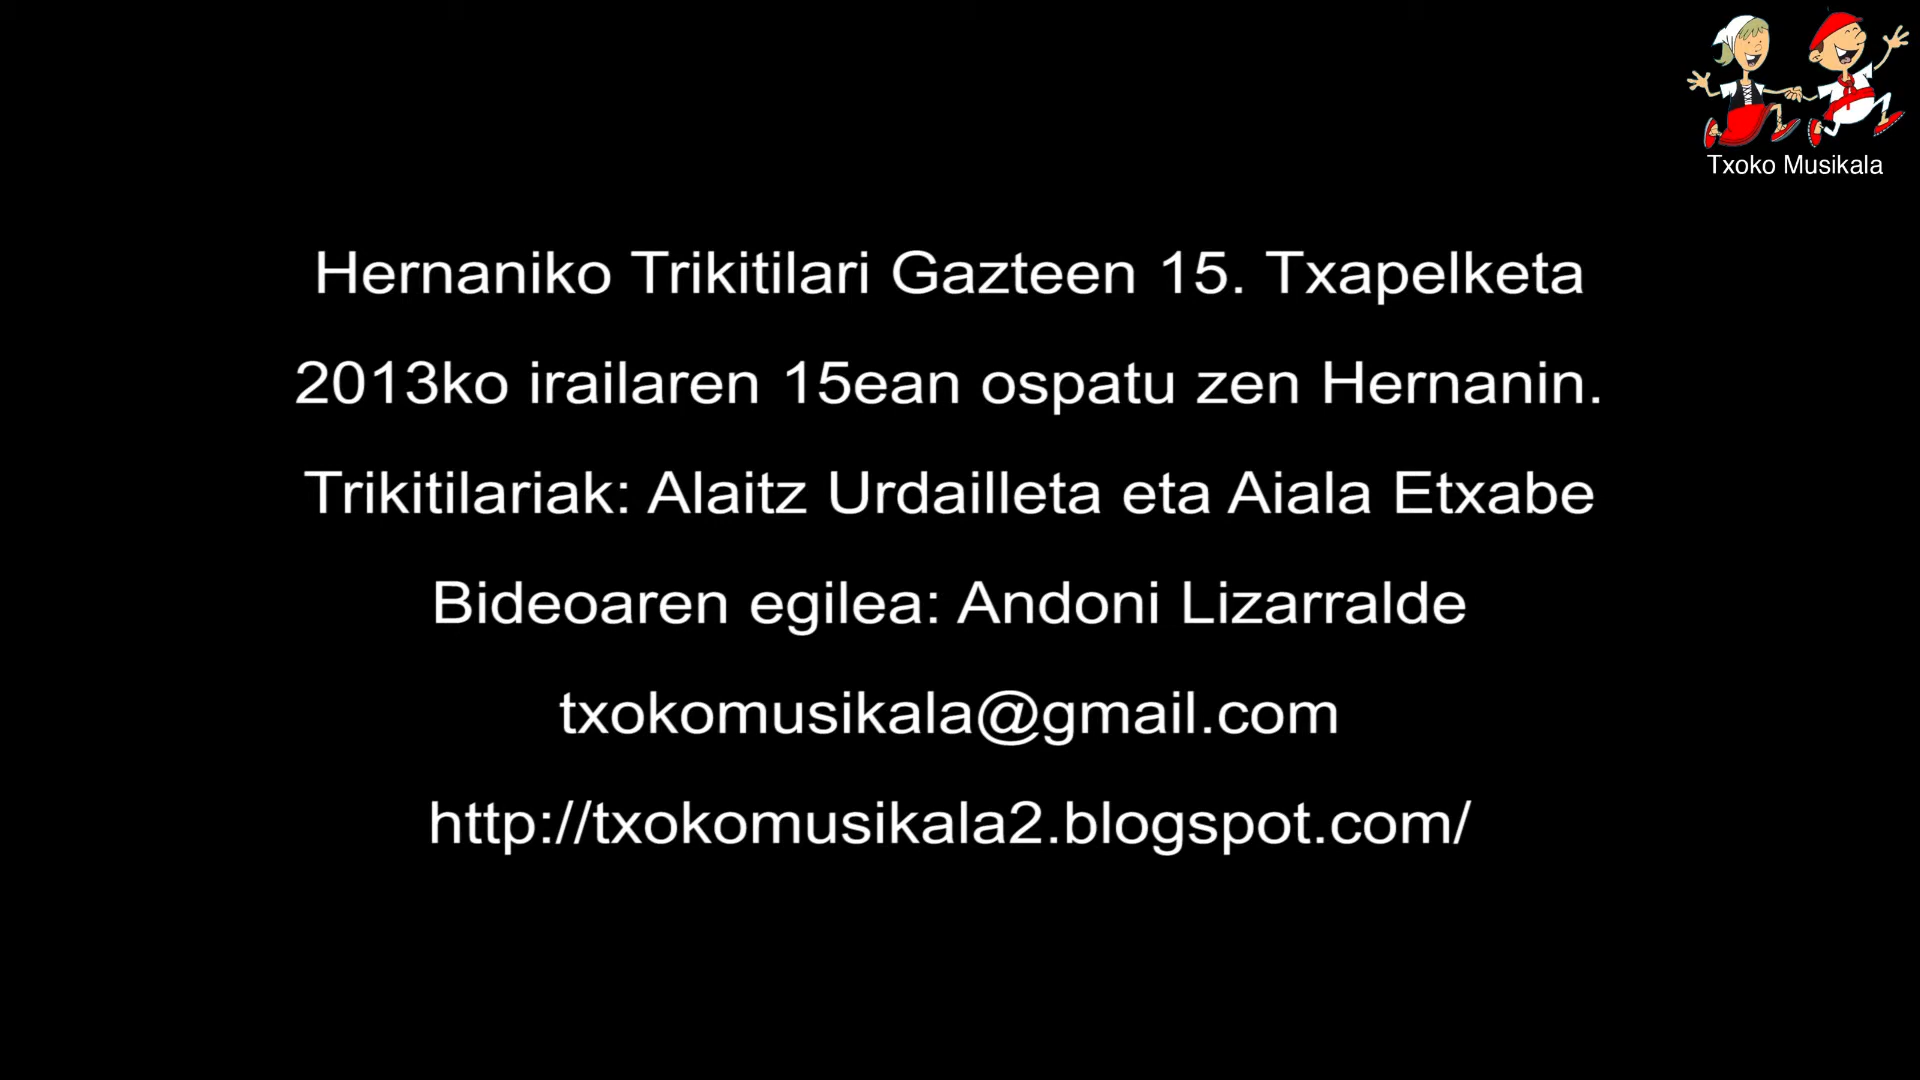 Txoko Musikala
Hernaniko Trikitilari Gazteen 15. Txapelketa
2013ko irailaren 15ean ospatu zen Hernanin.
Trikitilariak: Alaitz Urdailleta eta Aiala Etxabe
Bideoaren egilea: Andoni Lizarralde
txokomusikala@gmail.com
http://txokomusikala2.blogspot.com/